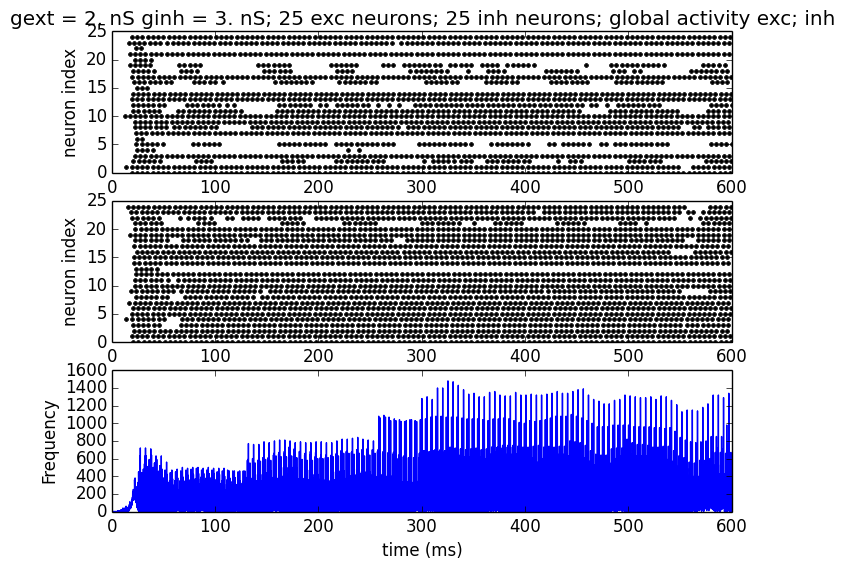 gext = 2. nS ginh = 3. nS; 25 exc neurons; 25 inh neurons; global activity exc; inh
25
20
15
10
5
0
neuron index
0 100 200 300 400 500 600
25
20
15
10
5
0
neuron index
0 100 200 300 400 500 600
1600
1400
1200
1000
800
600
400
200
0
Frequency
0 100 200 300 400 500 600
time (ms)